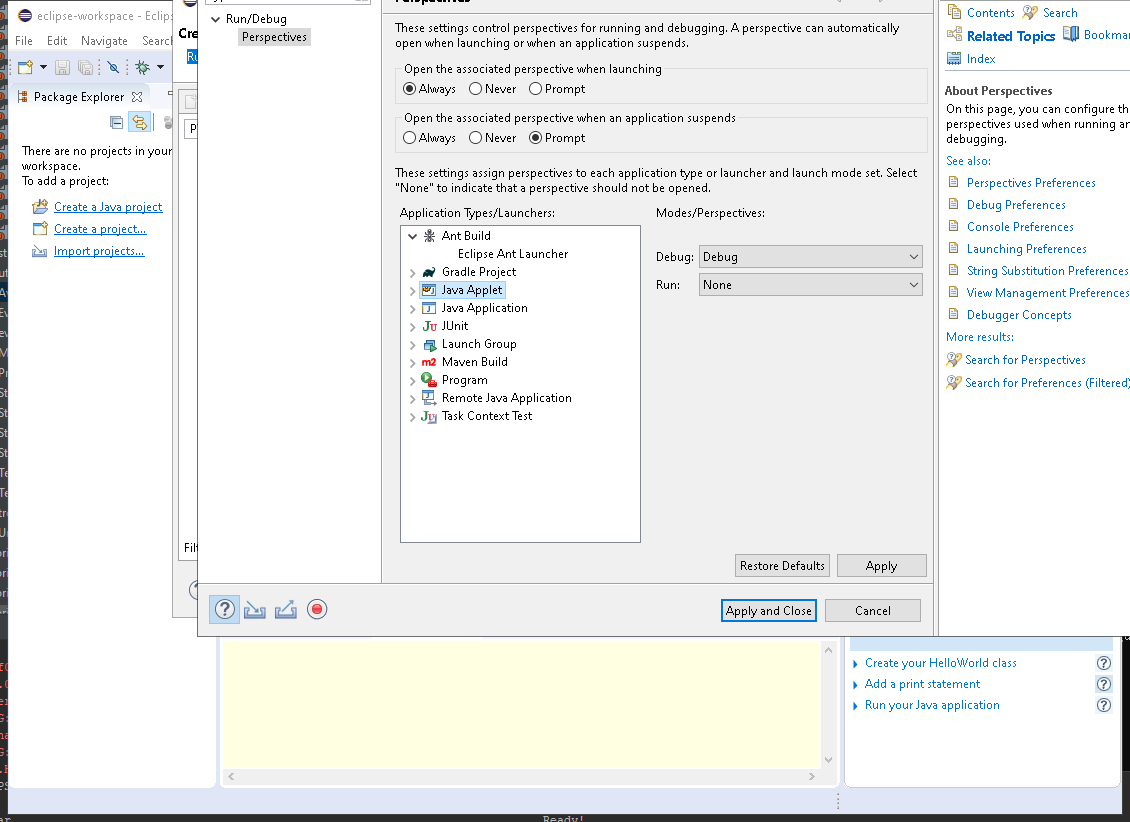 eclipse-workspace - Eclips
File Edit Navigate Search
Package Explorer
There are no projects in your
workspace.
To add a project:
Create a Java project
Create a project...
Import projects...
Cre
Filt
Run/Debug
Perspectives
These settings control perspectives for running and debugging. A perspective can automatically
open when launching or when an application suspends.
Open the associated perspective when launching
Always Never Prompt
Open the associated perspective when an application suspends
Always Never Prompt
These settings assign perspectives to each application type or launcher and launch mode set. Select
"None" to indicate that a perspective should not be opened.
Application Types/Launchers:
Modes/Perspectives:
Ant Build
Eclipse Ant Launcher
Gradle Project
Java Applet
Java Application
JUnit
Launch Group
Maven Build
Program
Remote Java Application
Task Context Test
Debug: Debug
Run: None
Restore Defaults Apply
Apply and Close Cancel
Contents Search
Related Topics Bookmar
Index
About Perspectives
On this page, you can configure th
perspectives used when running an
debugging.
See also:
Perspectives Preferences
Debug Preferences
Console Preferences
Launching Preferences
String Substitution Preferences
View Management Preferences
Debugger Concepts
More results:
Search for Perspectives
Search for Preferences (Filtered)
Create your HelloWorld class
Add a print statement
Run your Java application
Ready!